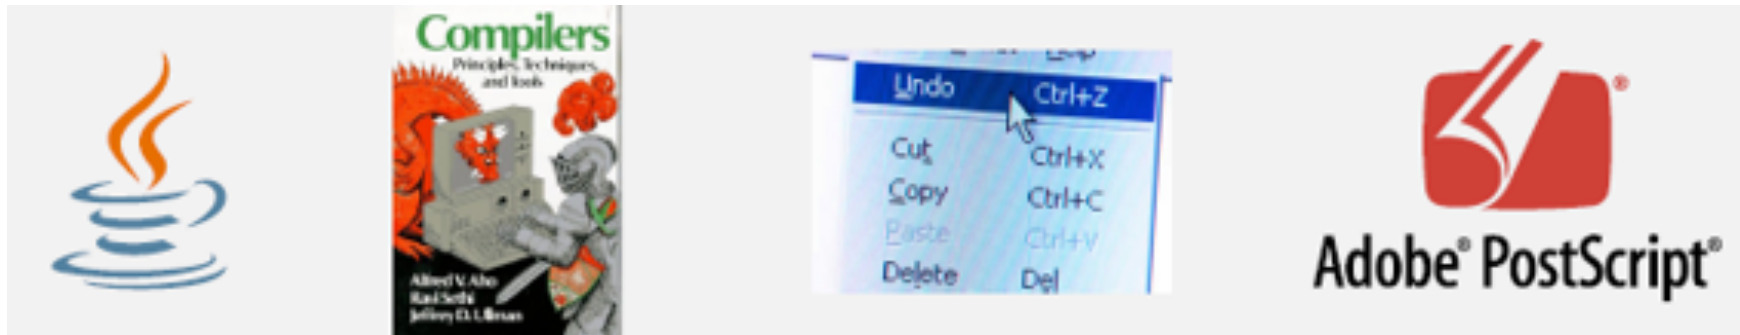 Compilers
Principles, Techniques,
and Tools
Alfred V. Aho
Ravi Sethi
Jeffrey D. Ullman
Help
Undo Ctrl+Z
Cut Ctrl+X
Copy Ctrl+C
Paste Ctrl+V
Delete Del
®
Adobe® PostScript®